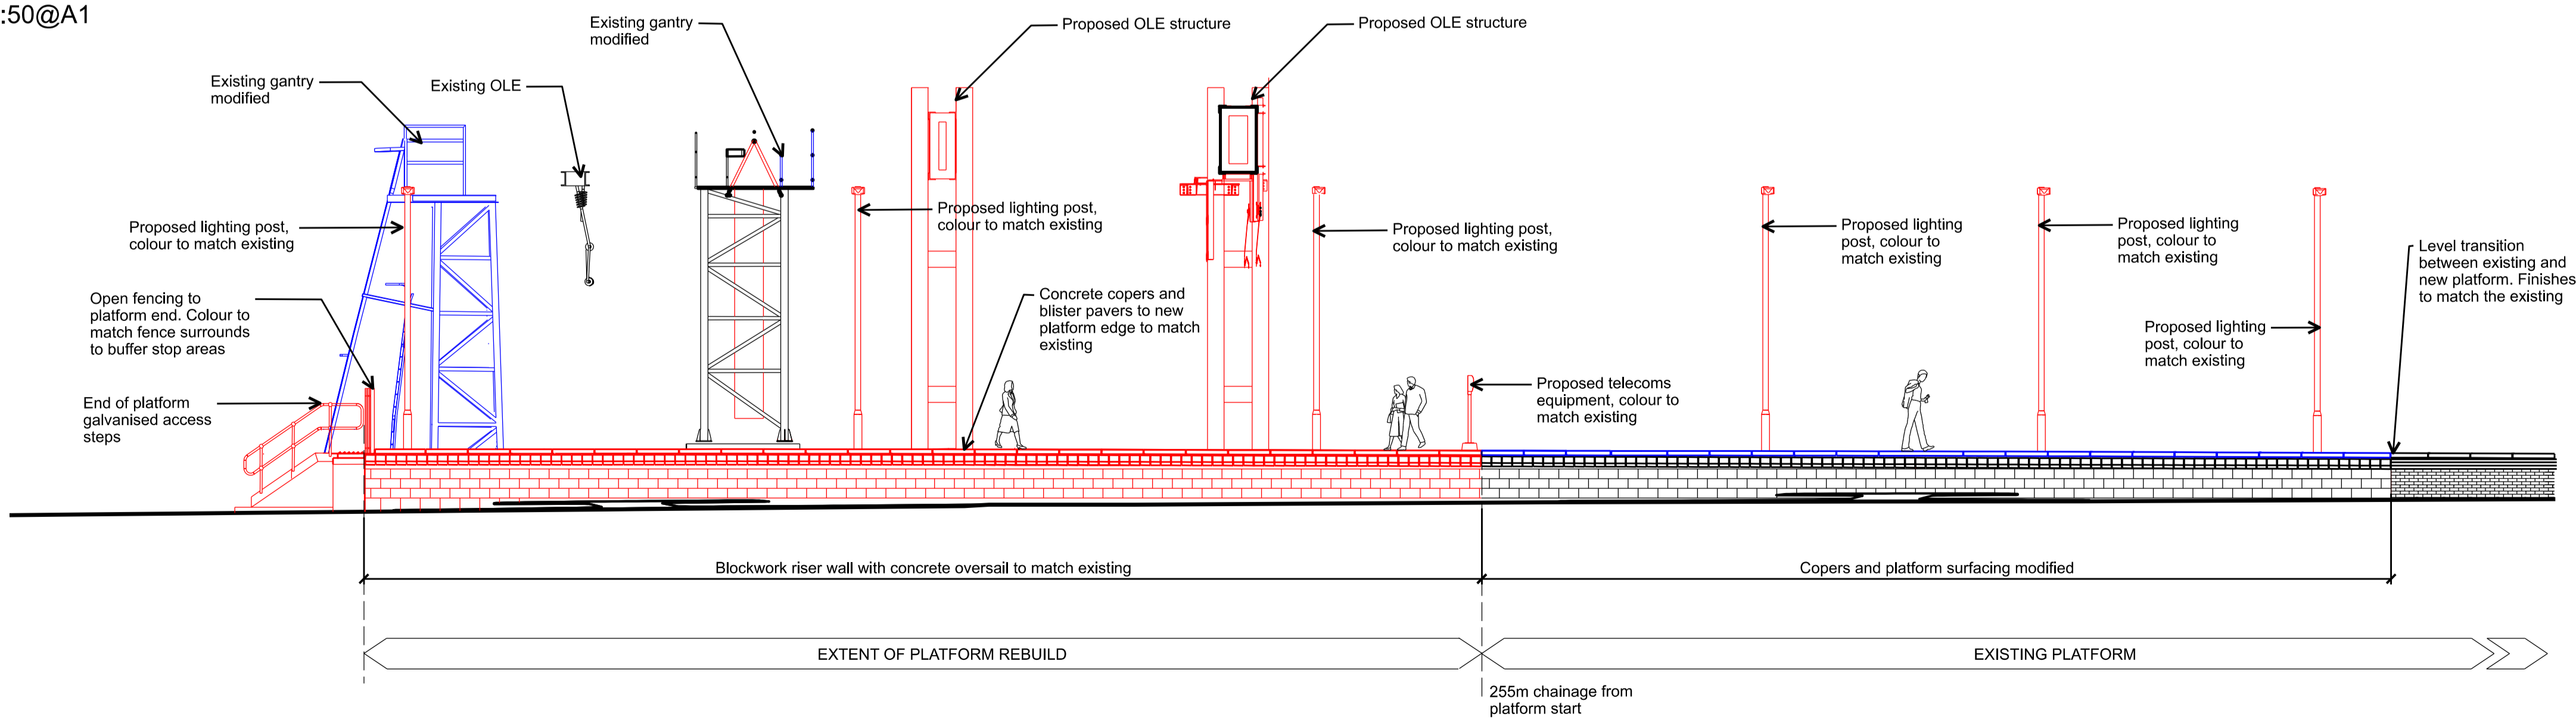 :50@A1
Existing gantry
modified
Proposed OLE structure
Proposed OLE structure
Existing gantry
modified
Existing OLE
Proposed lighting post,
colour to match existing
Proposed lighting post,
colour to match existing
Proposed lighting post,
colour to match existing
Proposed lighting
post, colour to
match existing
Proposed lighting
post, colour to
match existing
Level transition
between existing and
new platform. Finishes
to match the existing
Open fencing to
platform end. Colour to
match fence surrounds
to buffer stop areas
Concrete copers and
blister pavers to new
platform edge to match
existing
Proposed lighting
post, colour to
match existing
End of platform
galvanised access
steps
Proposed telecoms
equipment, colour to
match existing
Blockwork riser wall with concrete oversail to match existing
Copers and platform surfacing modified
EXTENT OF PLATFORM REBUILD
EXISTING PLATFORM
255m chainage from
platform start